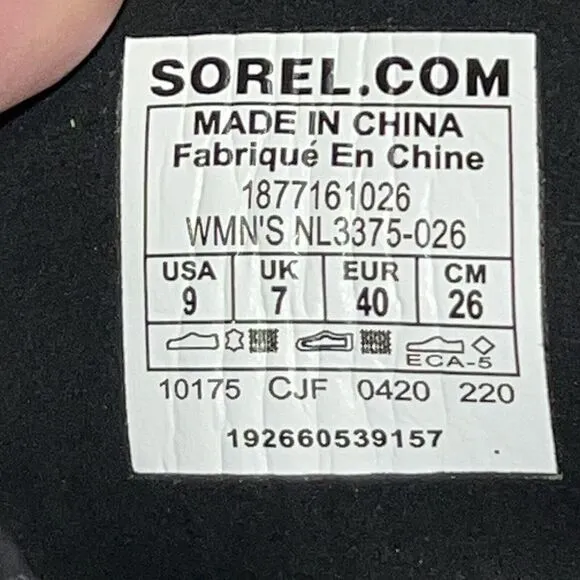 SOREL.COM
MADE IN CHINA
Fabriqué En Chine
1877161026
WMN'S NL3375-026
USA UK EUR CM
9 7 40 26
ECA-5
10175 CJF 0420 220
192660539157